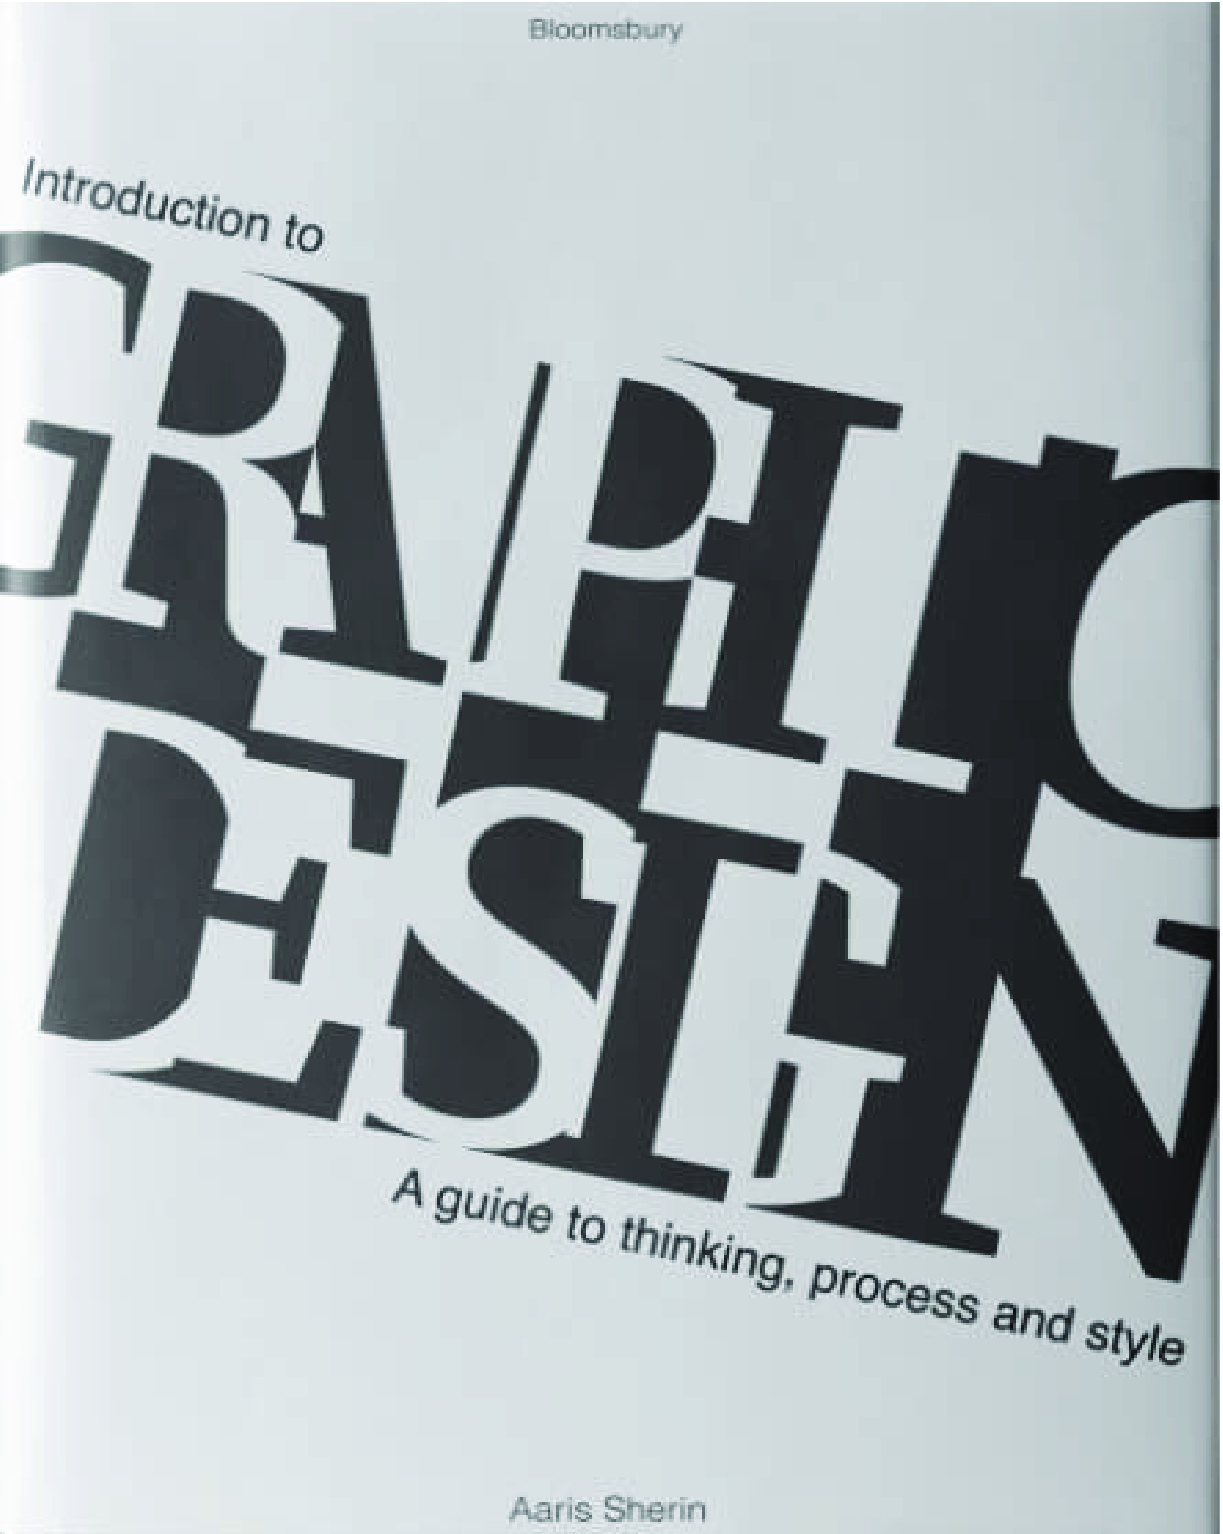 Bloomsbury
Introduction to
GRAPHIC
DESIGN
A guide to thinking, process and style
Aaris Sherin